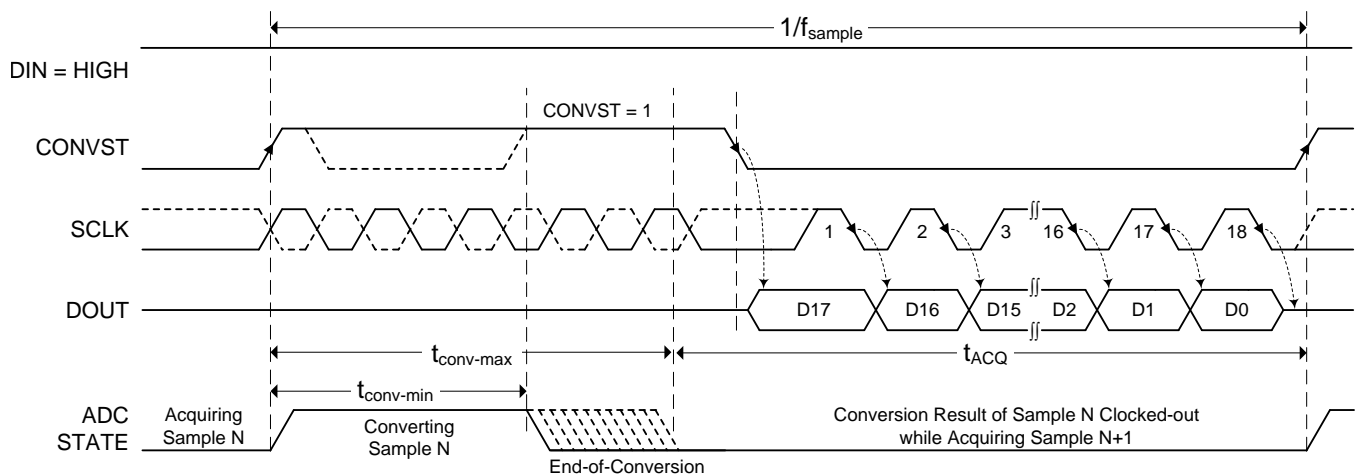 1/fsample
DIN = HIGH
CONVST = 1
CONVST
SCLK
1 2 3 16 17 18
DOUT
D17 D16 D15 D2 D1 D0
tconv-max
tACQ
tconv-min
ADC
STATE
Acquiring
Sample N
Converting
Sample N
End-of-Conversion
Conversion Result of Sample N Clocked-out
while Acquiring Sample N+1